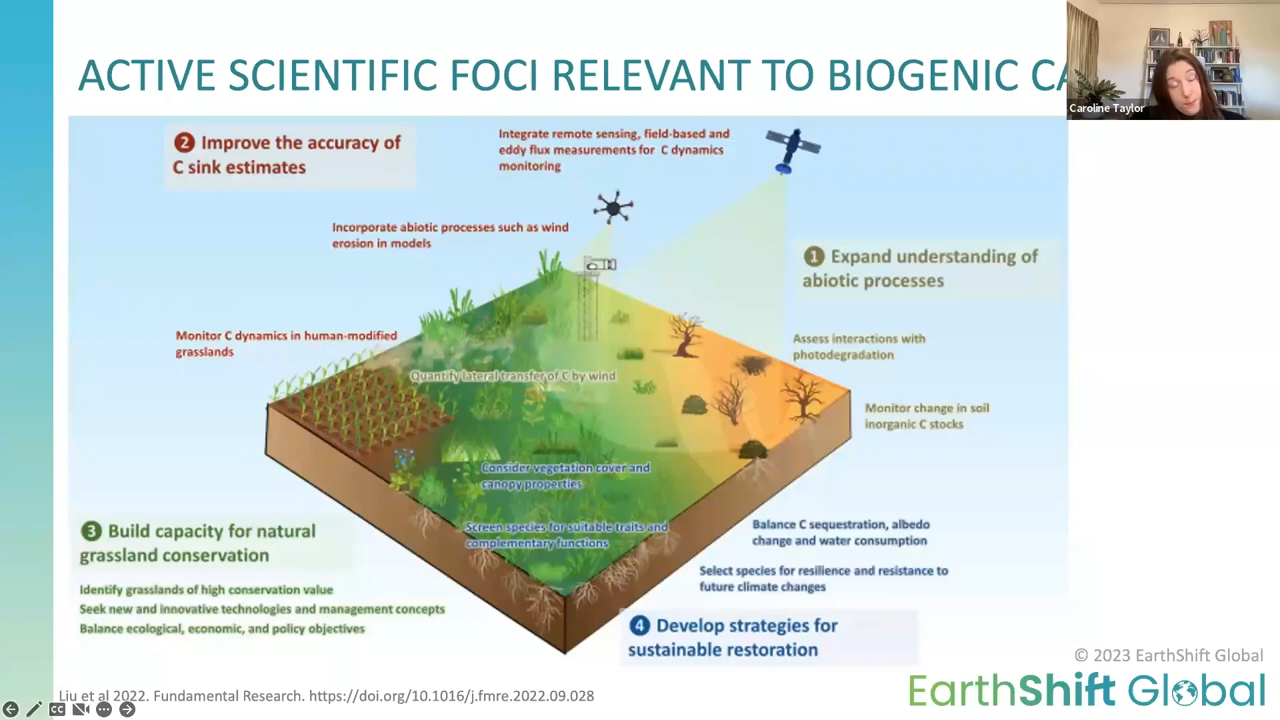 ACTIVE SCIENTIFIC FOCI RELEVANT TO BIOGENIC CA
Caroline Taylor
2 Improve the accuracy of
C sink estimates
Integrate remote sensing, field-based and
eddy flux measurements for C dynamics
monitoring
Incorporate abiotic processes such as wind
erosion in models
1 Expand understanding of
abiotic processes
Monitor C dynamics in human-modified
grasslands
Assess interactions with
photodegradation
Quantify lateral transfer of C by wind
Monitor change in soil
inorganic C stocks
Consider vegetation cover and
canopy properties
Screen species for suitable traits and
complementary functions
Balance C sequestration, albedo
change and water consumption
3 Build capacity for natural
grassland conservation
Select species for resilience and resistance to
future climate changes
Identify grasslands of high conservation value
Seek new and innovative technologies and management concepts
Balance ecological, economic, and policy objectives
4 Develop strategies for
sustainable restoration
© 2023 EarthShift Global
EarthShift Global
Liu et al 2022. Fundamental Research. https://doi.org/10.1016/j.fmre.2022.09.028
CC